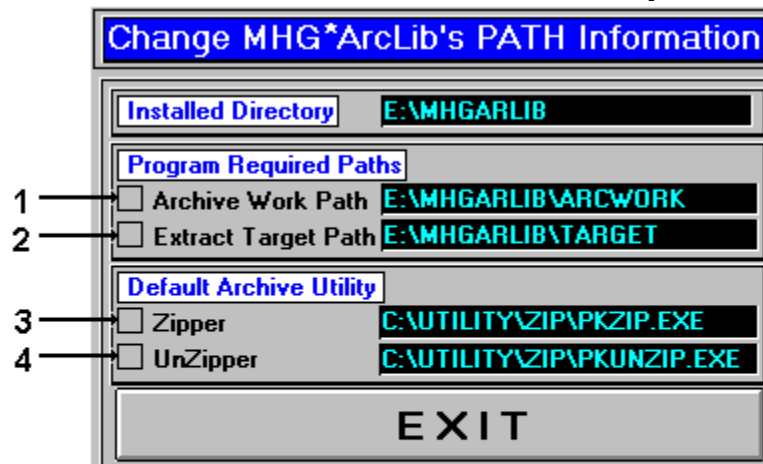 Change MHG*ArcLib's PATH Information
Installed Directory E:\MHGARLIB
Program Required Paths
1 Archive Work Path E:\MHGARLIB\ARCWORK
2 Extract Target Path E:\MHGARLIB\TARGET
Default Archive Utility
3 Zipper C:\UTILITY\ZIP\PKZIP.EXE
4 UnZipper C:\UTILITY\ZIP\PKUNZIP.EXE
EXIT